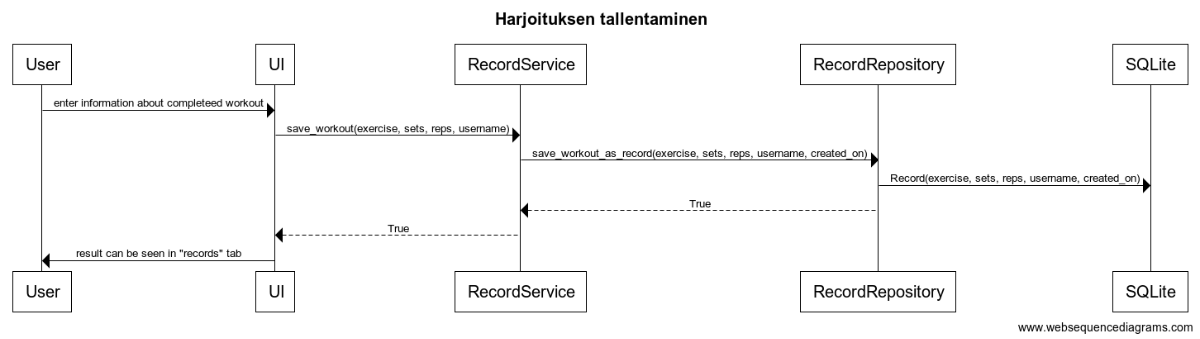 Harjoituksen tallentaminen
User
UI
RecordService
RecordRepository
SQLite
enter information about completeed workout
save_workout(exercise, sets, reps, username)
save_workout_as_record(exercise, sets, reps, username, created_on)
Record(exercise, sets, reps, username, created_on)
True
True
result can be seen in "records" tab
User
UI
RecordService
RecordRepository
SQLite
www.websequencediagrams.com